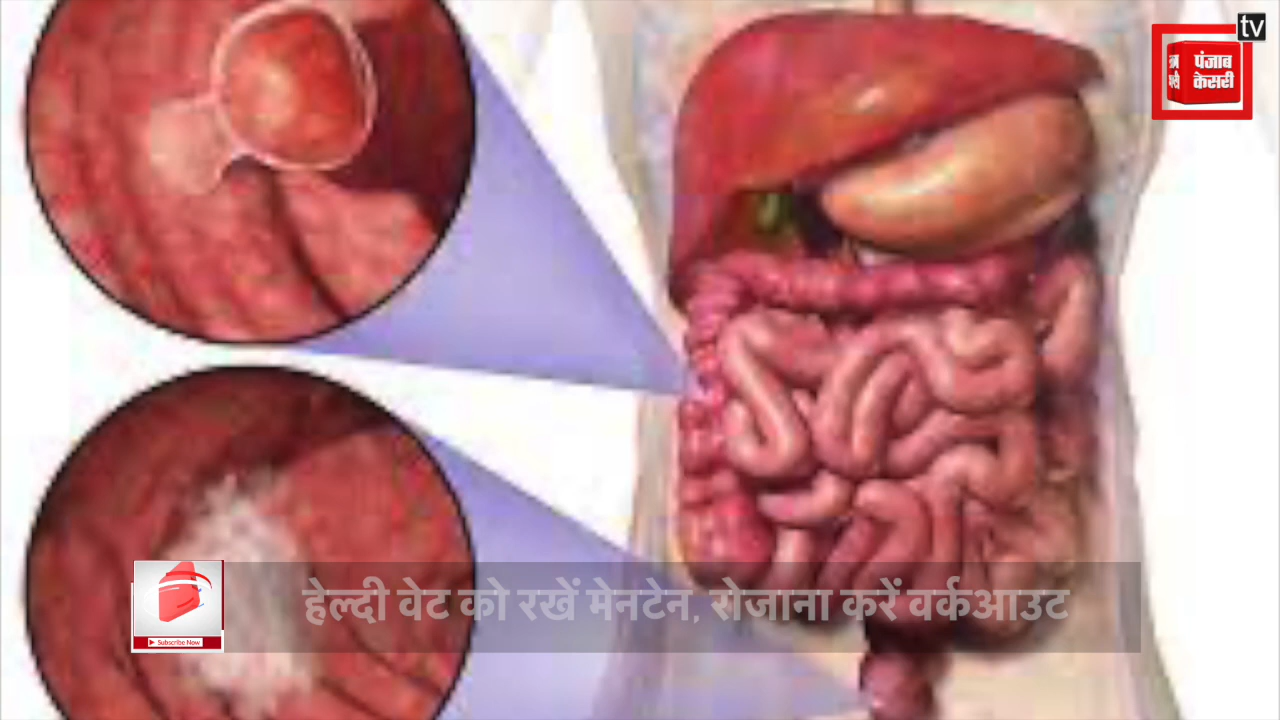 tv
पंजाब
केसरी
हेल्दी वेट को रखें मेनटेन, रोजाना करें वर्कआउट
Subscribe Now